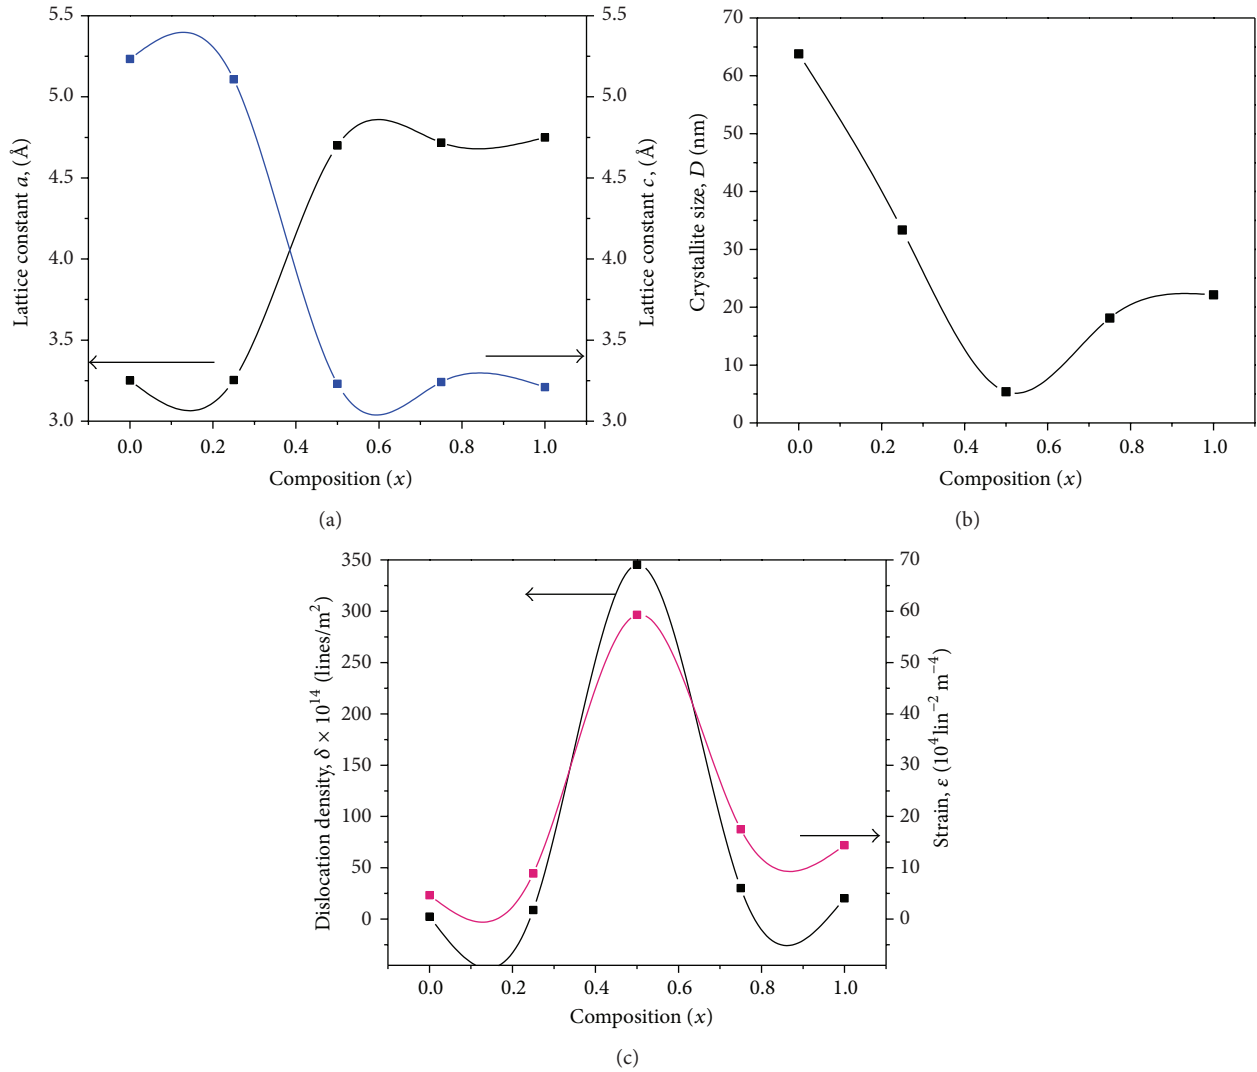 5.5
5.0
4.5
4.0
3.5
3.0
Lattice constant a, (Å)
5.5
5.0
4.5
4.0
3.5
3.0
Lattice constant c, (Å)
0.0 0.2 0.4 0.6 0.8 1.0
Composition (x)
(a)
70
60
50
40
30
20
10
0
Crystallite size, D (nm)
0.0 0.2 0.4 0.6 0.8 1.0
Composition (x)
(b)
350
300
250
200
150
100
50
0
Dislocation density, δ × 10¹⁴ (lines/m²)
70
60
50
40
30
20
10
0
Strain, ε (10⁴ lin⁻² m⁻⁴)
0.0 0.2 0.4 0.6 0.8 1.0
Composition (x)
(c)